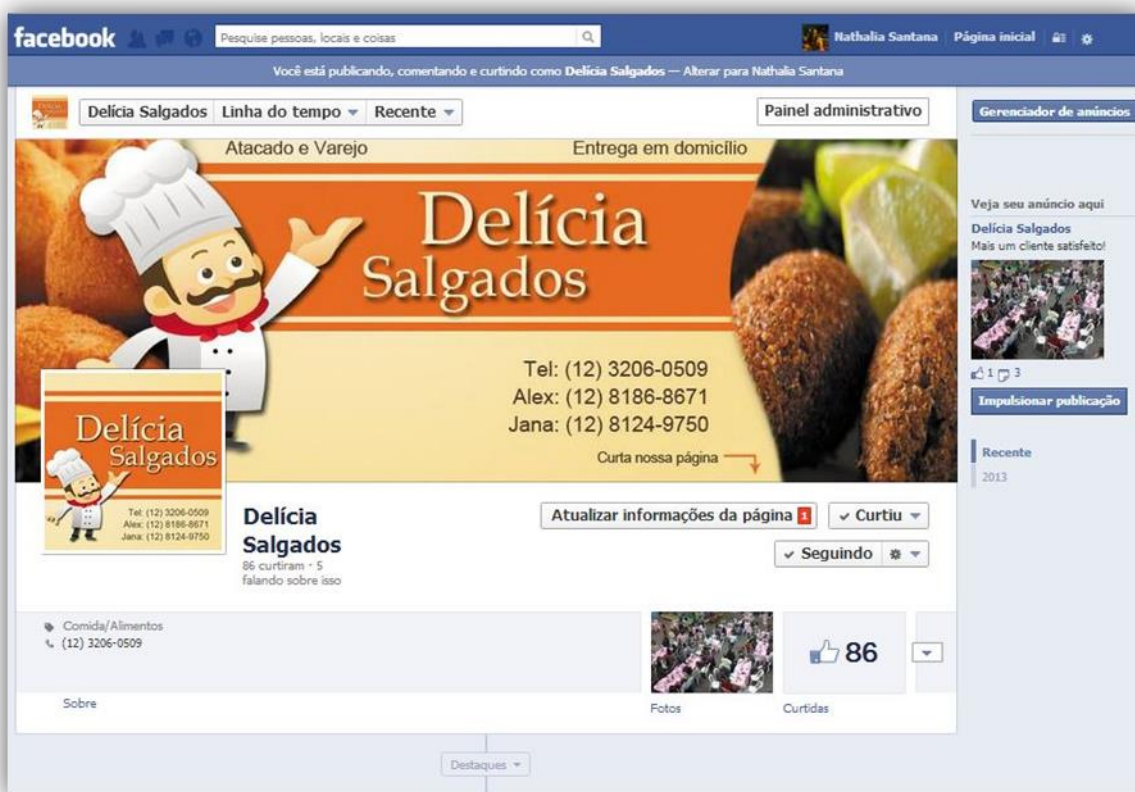 facebook
Pesquise pessoas, locais e coisas
Nathalia Santana
Página inicial
Você está publicando, comentando e curtindo como Delícia Salgados — Alterar para Nathalia Santana
Delícia Salgados
Linha do tempo
Recente
Painel administrativo
Gerenciador de anúncios
Atacado e Varejo
Entrega em domicílio
Delícia
Salgados
Tel: (12) 3206-0509
Alex: (12) 8186-8671
Jana: (12) 8124-9750
Curta nossa página
Veja seu anúncio aqui
Delícia Salgados
Mais um cliente satisfeito!
1 3
Impulsionar publicação
Recente
2013
Delícia
Salgados
Tel: (12) 3206-0509
Alex: (12) 8186-8671
Jana: (12) 8124-9750
Delícia
Salgados
86 curtiram · 5
falando sobre isso
Atualizar informações da página 1
Curtiu
Seguindo
Comida/Alimentos
(12) 3206-0509
86
Sobre
Fotos
Curtidas
Destaques